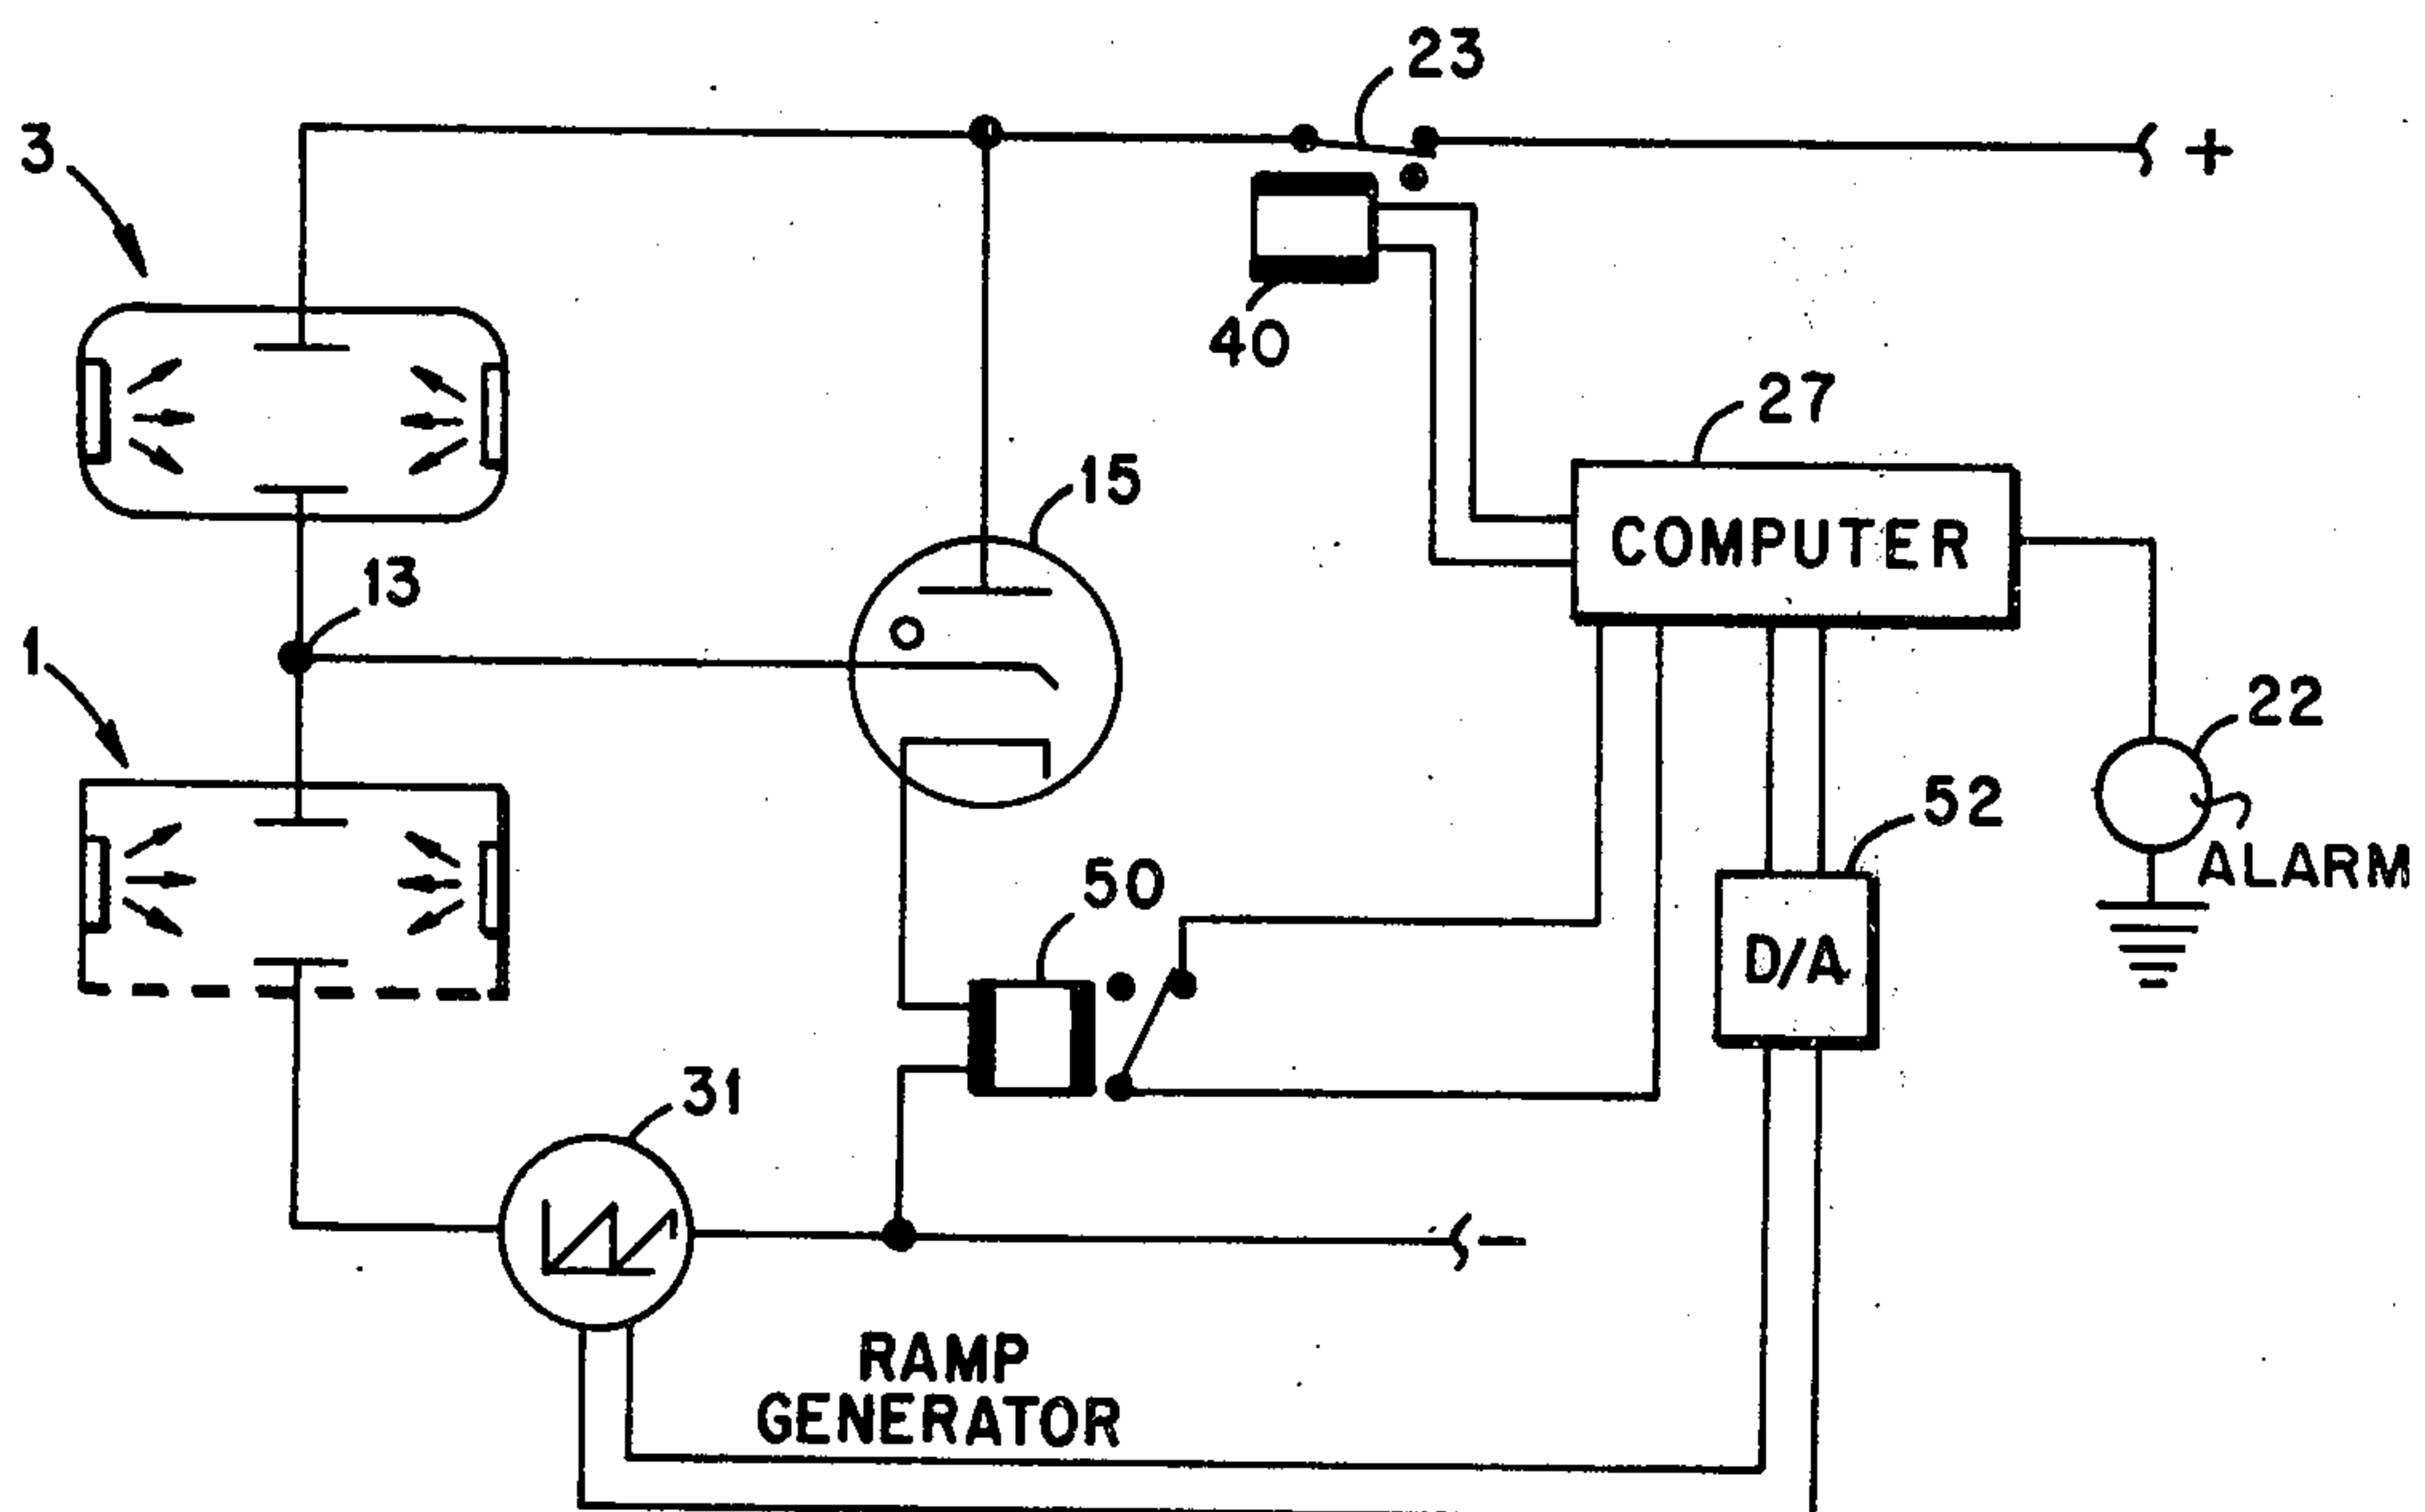 23
+
3
40
27
COMPUTER
15
13
1
22
ALARM
52
D/A
50
31
-
RAMP
GENERATOR